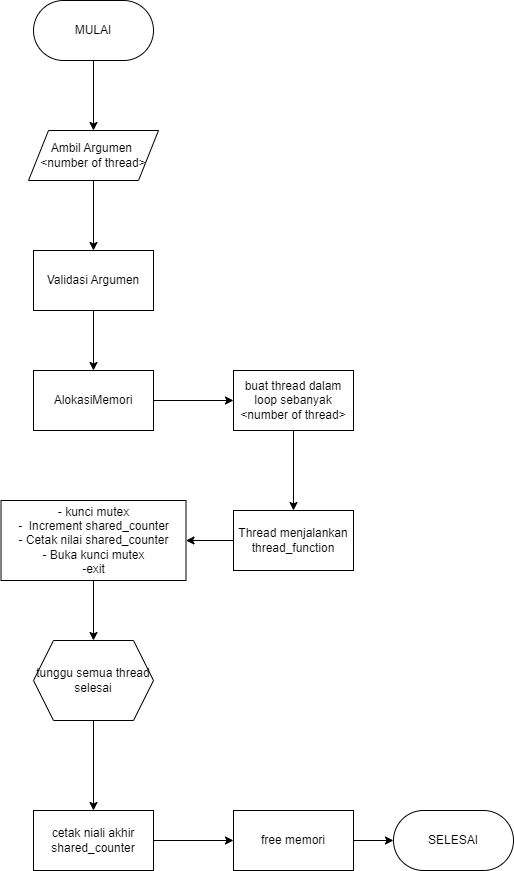 MULAI
Ambil Argumen
<number of thread>
Validasi Argumen
AlokasiMemori
buat thread dalam
loop sebanyak
<number of thread>
Thread menjalankan
thread_function
- kunci mutex
- Increment shared_counter
- Cetak nilai shared_counter
- Buka kunci mutex
-exit
tunggu semua thread
selesai
cetak niali akhir
shared_counter
free memori
SELESAI